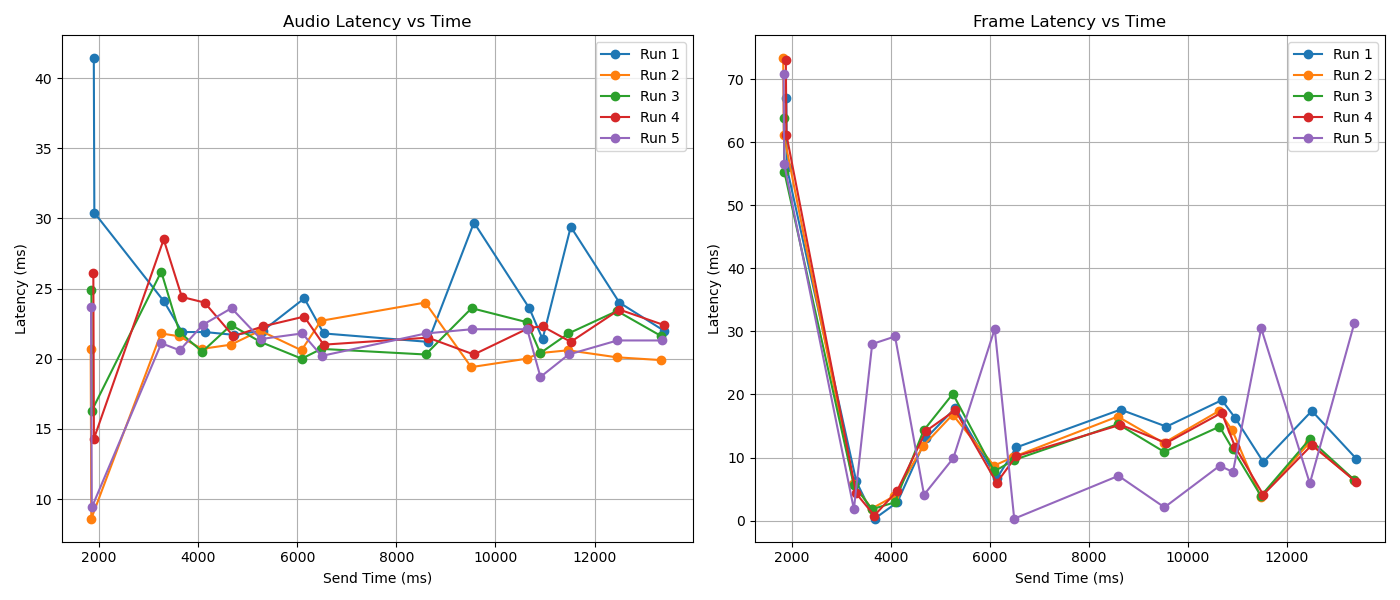 Audio Latency vs Time
Latency (ms)
40
35
30
25
20
15
10
2000 4000 6000 8000 10000 12000
Send Time (ms)
Run 1
Run 2
Run 3
Run 4
Run 5
Frame Latency vs Time
Latency (ms)
70
60
50
40
30
20
10
0
2000 4000 6000 8000 10000 12000
Send Time (ms)
Run 1
Run 2
Run 3
Run 4
Run 5